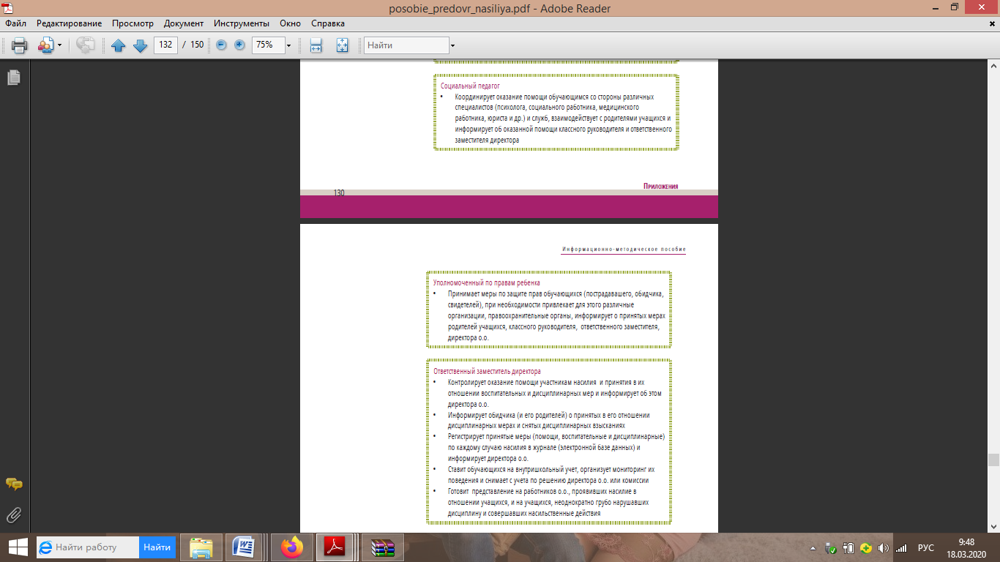 posobie_predovr_nasiliya.pdf - Adobe Reader
Файл Редактирование Просмотр Документ Инструменты Окно Справка
132 / 150 75% Найти
Социальный педагог
• Координирует оказание помощи обучающимся со стороны различных
специалистов (психолога, социального работника, медицинского
работника, юриста и др.) и служб, взаимодействует с родителями учащихся и
информирует об оказанной помощи классного руководителя и ответственного
заместителя директора
Приложения
130
Информационно-методическое пособие
Уполномоченный по правам ребенка
• Принимает меры по защите прав обучающихся (пострадавашего, обидчика,
свидетелей), при необходимости привлекает для этого различные
организации, правоохранительные органы, информирует о принятых мерах
родителей учащихся, классного руководителя, ответственного заместителя,
директора о.о.
Ответственный заместитель директора
• Контролирует оказание помощи участникам насилия и принятия в их
отношении воспитательных и дисциплинарных мер и информирует об этом
директора о.о.
• Информирует обидчика (и его родителей) о принятых в его отношении
дисциплинарных мерах и снятых дисциплинарных взысканиях
• Регистрирует принятые меры (помощи, воспитательные и дисциплинарные)
по каждому случаю насилия в журнале (электронной базе данных) и
информирует директора о.о.
• Ставит обучающихся на внутришкольный учет, организует мониторинг их
поведения и снимает с учета по решению директора о.о. или комиссии
• Готовит представление на работников о.о., проявивших насилие в
отношении учащихся, и на учащихся, неоднократно грубо нарушавших
дисциплину и совершавших насильственные действия
Найти работу Найти
РУС
9:48
18.03.2020